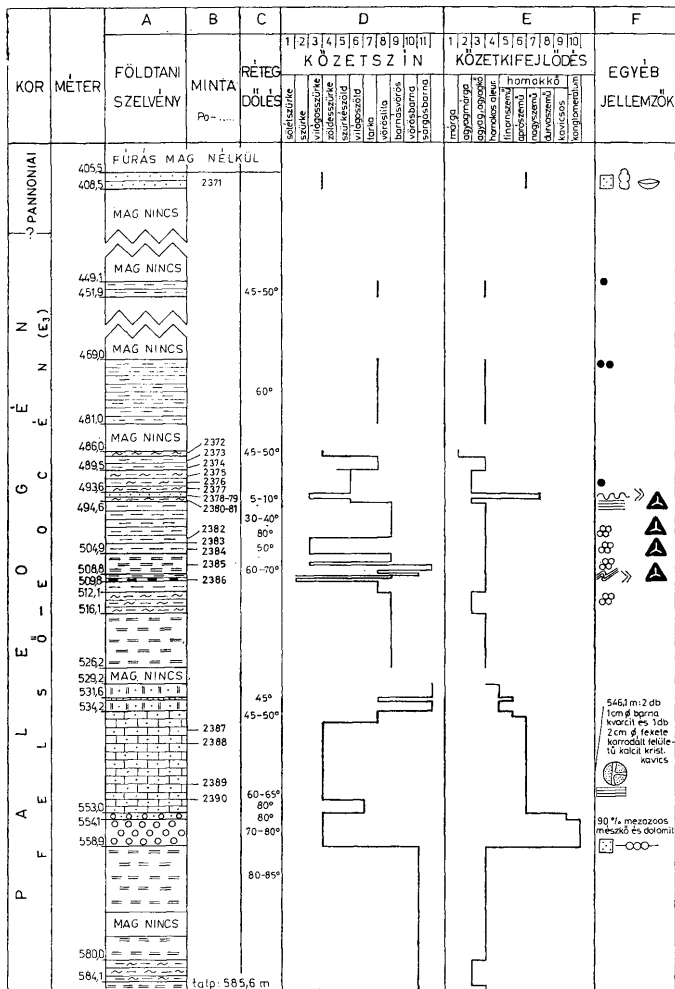 A B C D E F
KOR
MÉTER
FÖLDTANI
SZELVÉNY
MINTA
Po-.....
RÉTEG
DŐLÉS
1 2 3 4 5 6 7 8 9 10 11
KŐZETSZÍN
sötétszürke
szürke
világosszürke
zöldesszürke
szürkészöld
világoszöld
tarka
vöröslila
barnásvörös
vörösbarna
sárgásbarna
1 2 3 4 5 6 7 8 9 10
KŐZETKIFEJLŐDÉS
homokkő
márga
agyagmárga
agyag, agyagkő
homokos aleur.
finomszemű
aprószemű
nagyszemű
durvaszemű
kavicsos
konglomerátum
EGYÉB
JELLEMZŐK
PANNONIAI
?
PALEOGÉN
FELSŐ-EOCÉN (E3)
FÚRÁS MAG NÉLKÜL
405,5
408,5 2371
MAG NINCS
MAG NINCS
449,1
451,9 45-50°
MAG NINCS
469,0
60°
481,0
MAG NINCS
486,0 2372 45-50°
2373
489,5 2374
2375
2376
493,6 2377
2378-79 5-10°
494,6 2380-81
30-40°
2382 80°
2383
504,9 2384 50°
508,8 2385 60-70°
509,8 2386
512,1
516,1
526,2
MAG NINCS
529,2
531,6 45°
534,2 45-50°
2387
2388
2389
2390 60-65°
553,0 80°
554,1 80°
558,9 70-80°
80-85°
MAG NINCS
580,0
584,1
talp: 585,6 m
546,1 m: 2 db
1cm ø barna
kvarcit és 1 db
2cm ø fekete
korrodált felüle-
tű kalcit krist.
kavics
90 % mezozoos
mészkő és dolomit